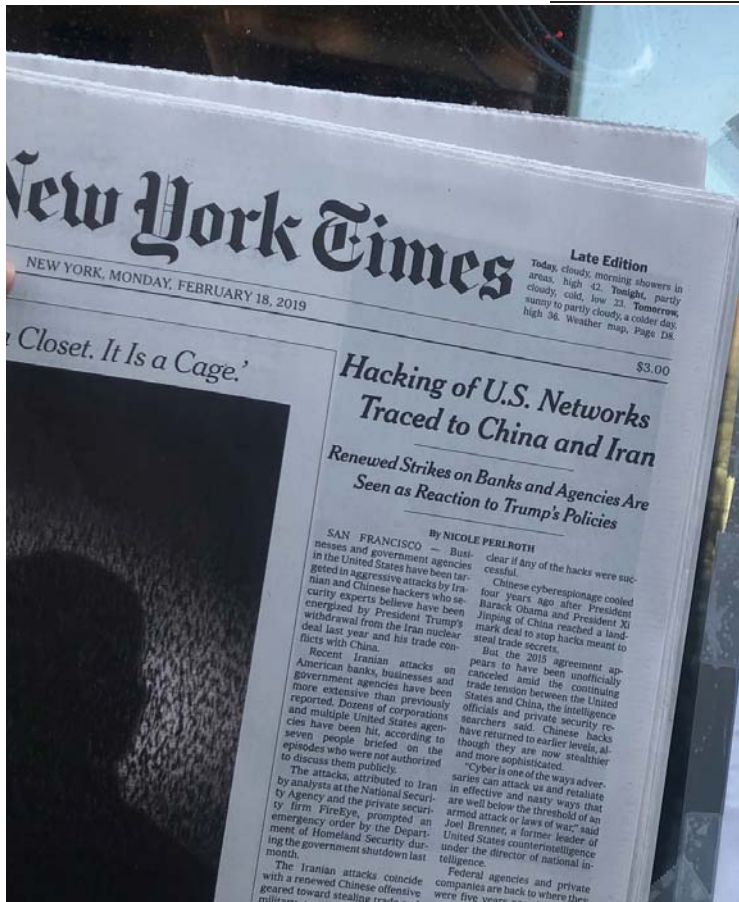 New York Times
Late Edition
Today, cloudy, morning showers in
areas, high 42. Tonight, partly
cloudy, cold, low 23. Tomorrow,
sunny to partly cloudy, a colder day,
high 36. Weather map, Page D8.
NEW YORK, MONDAY, FEBRUARY 18, 2019
$3.00
Closet. It Is a Cage.’
Hacking of U.S. Networks
Traced to China and Iran
Renewed Strikes on Banks and Agencies Are
Seen as Reaction to Trump’s Policies
By NICOLE PERLROTH
SAN FRANCISCO — Busi-
nesses and government agencies
in the United States have been tar-
geted in aggressive attacks by Ira-
nian and Chinese hackers who se-
curity experts believe have been
energized by President Trump’s
withdrawal from the Iran nuclear
deal last year and his trade con-
flicts with China.
Recent Iranian attacks on
American banks, businesses and
government agencies have been
more extensive than previously
reported. Dozens of corporations
and multiple United States agen-
cies have been hit, according to
seven people briefed on the
episodes who were not authorized
to discuss them publicly.
The attacks, attributed to Iran
by analysts at the National Securi-
ty Agency and the private securi-
ty firm FireEye, prompted an
emergency order by the Depart-
ment of Homeland Security dur-
ing the government shutdown last
month.
The Iranian attacks coincide
with a renewed Chinese offensive
geared toward stealing trade
clear if any of the hacks were suc-
cessful.
Chinese cyberespionage cooled
four years ago after President
Barack Obama and President Xi
Jinping of China reached a land-
mark deal to stop hacks meant to
steal trade secrets.
But the 2015 agreement ap-
pears to have been unofficially
canceled amid the continuing
trade tension between the United
States and China, the intelligence
officials and private security re-
searchers said. Chinese hacks
have returned to earlier levels, al-
though they are now stealthier
and more sophisticated.
“Cyber is one of the ways adver-
saries can attack us and retaliate
in effective and nasty ways that
are well below the threshold of an
armed attack or laws of war,” said
Joel Brenner, a former leader of
United States counterintelligence
under the director of national in-
telligence.
Federal agencies and private
companies are back to where they
were five years